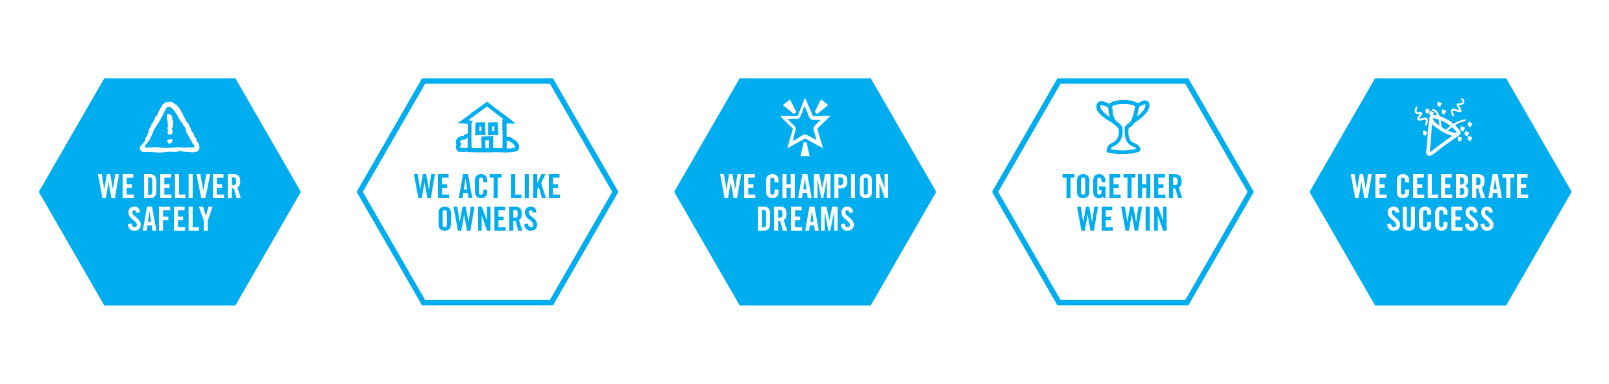 WE DELIVER
SAFELY
WE ACT LIKE
OWNERS
WE CHAMPION
DREAMS
TOGETHER
WE WIN
WE CELEBRATE
SUCCESS